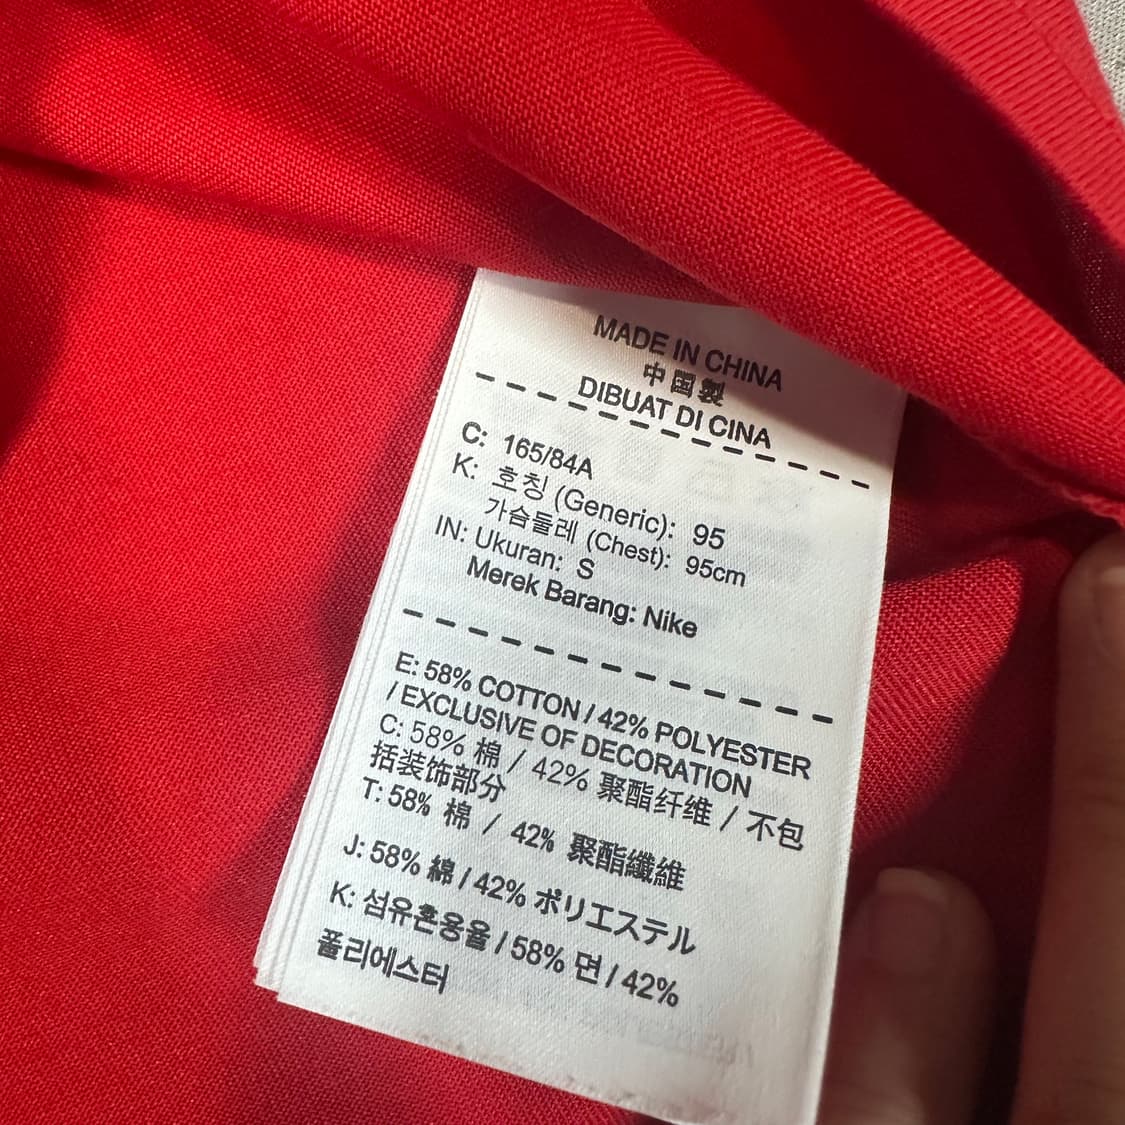 MADE IN CHINA
中国製
DIBUAT DI CINA
C: 165/84A
K: 호칭 (Generic): 95
가슴둘레 (Chest): 95cm
IN: Ukuran: S
Merek Barang: Nike
E: 58% COTTON / 42% POLYESTER
/ EXCLUSIVE OF DECORATION
C: 58% 棉 / 42% 聚酯纤维 / 不包
括装饰部分
T: 58% 棉 / 42% 聚酯纖維
J: 58% 綿 / 42% ポリエステル
K: 섬유혼용율 / 58% 면 / 42%
폴리에스터